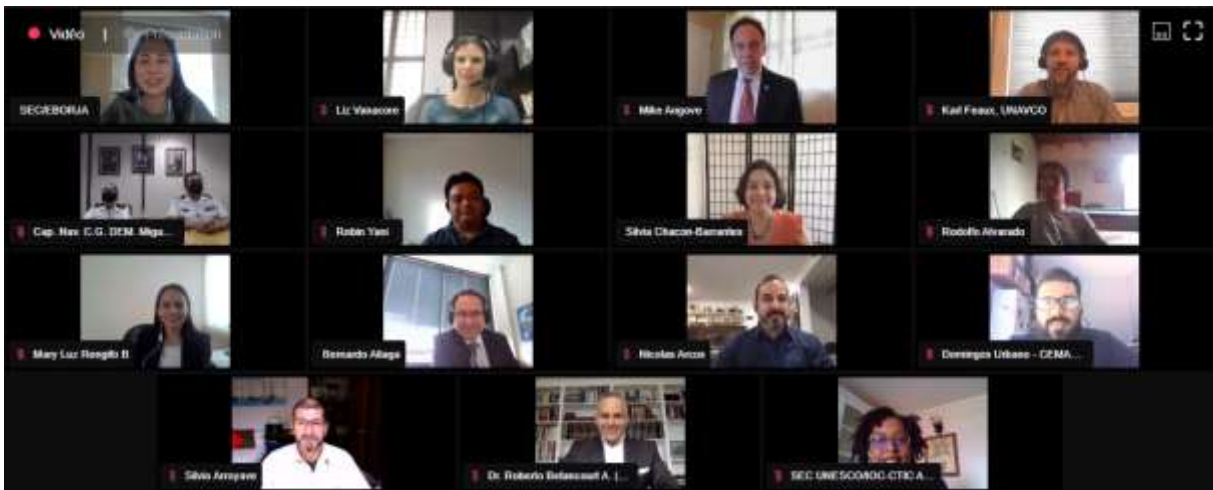 Vidéo |
SEC/EBORJA
Liz Vanacore
Mike Angove
Karl Feaux, UNAVCO
Cap. Nav. C.G. DEM. Migu...
Robin Yani
Silvia Chacon-Barrantes
Rodolfo Alvarado
Mary Luz Rengifo B
Bernardo Aliaga
Nicolas Arcos
Domingos Urbano - CEMA...
Silvio Arroyave
Dr. Roberto Betancourt A. (...
SEC UNESCO/IOC-CTIC A...